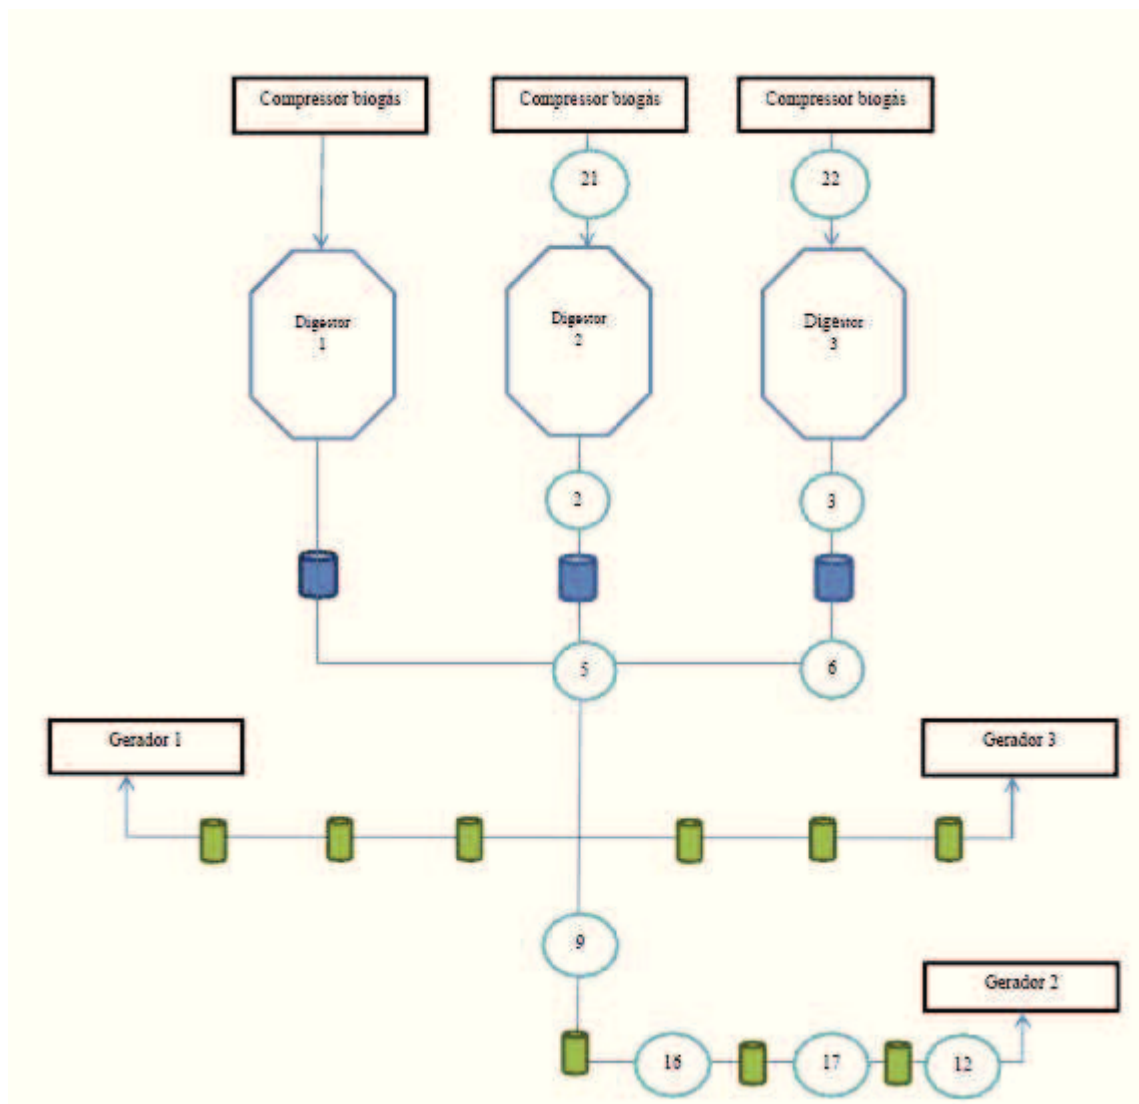 Compressor biogás
Compressor biogás
Compressor biogás
21
22
Digestor
1
Digestor
2
Digestor
3
2
3
5
6
Gerador 1
Gerador 3
9
Gerador 2
16
17
12